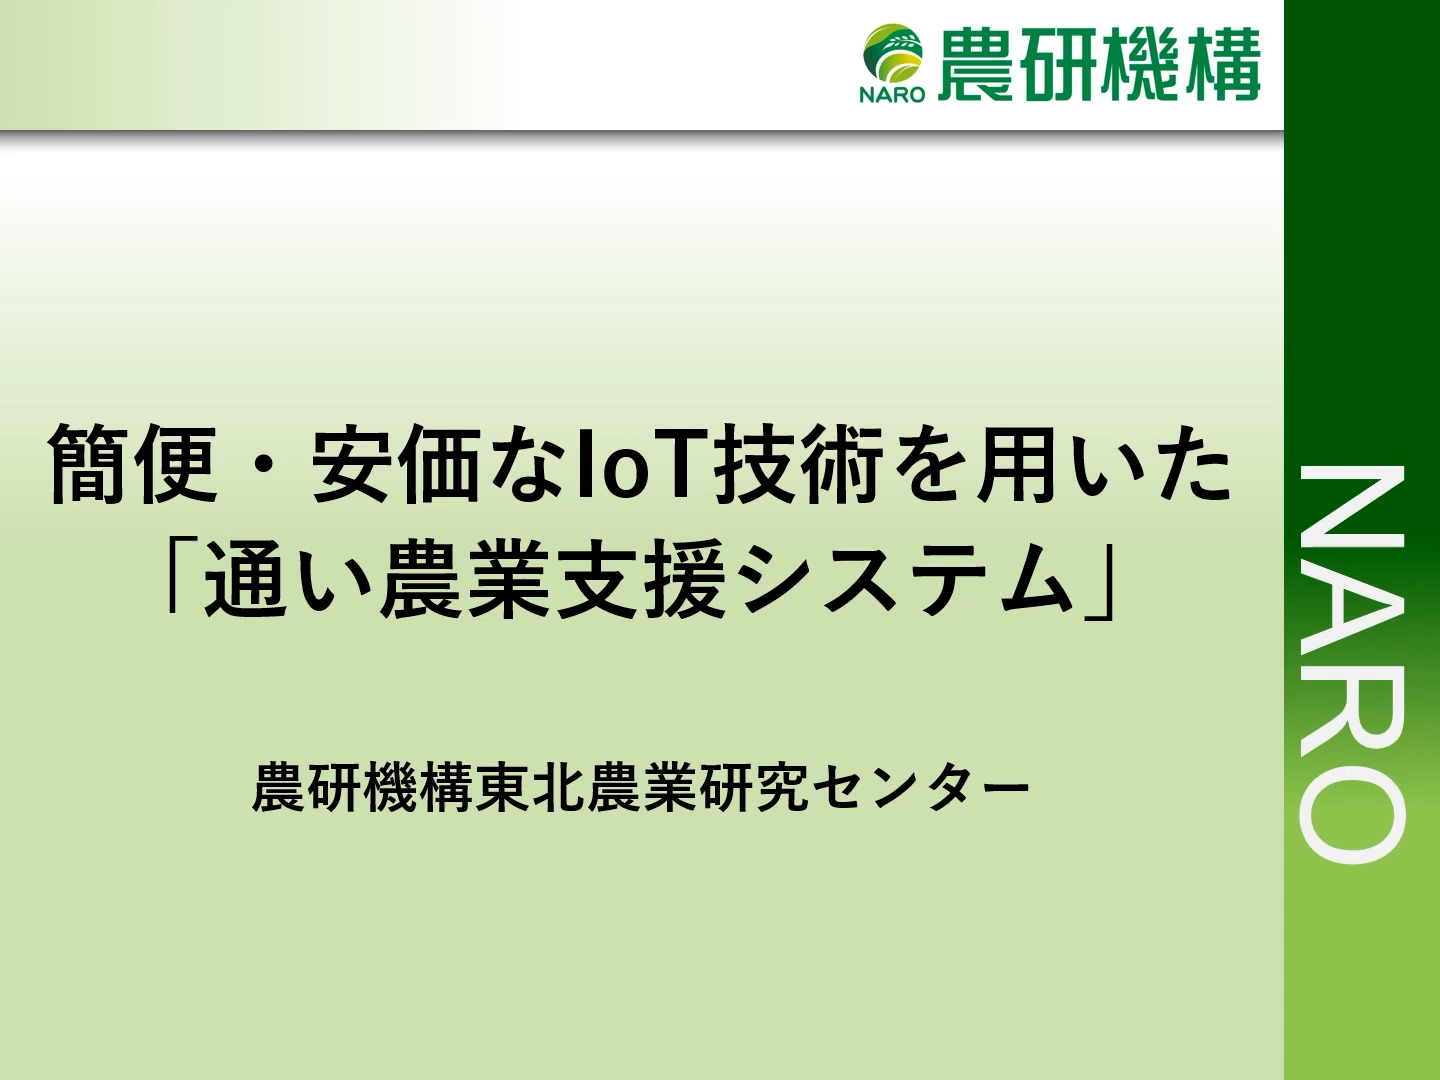 NARO 農研機構
簡便・安価なIoT技術を用いた
「通い農業支援システム」
農研機構東北農業研究センター
NARO